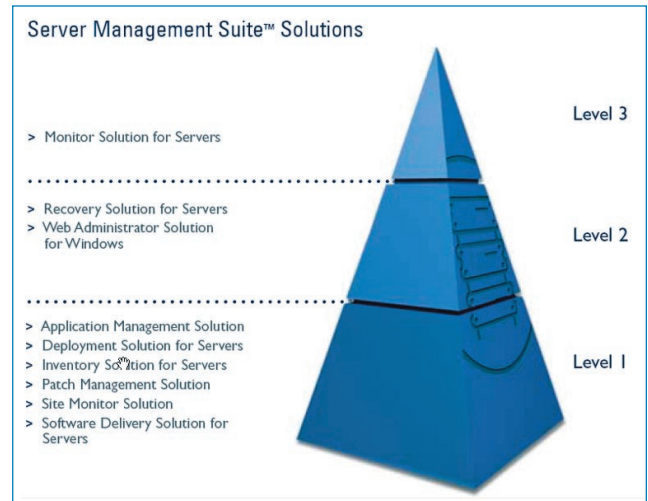 Server Management Suite™ Solutions
Level 3
> Monitor Solution for Servers
> Recovery Solution for Servers
> Web Administrator Solution
for Windows
Level 2
> Application Management Solution
> Deployment Solution for Servers
> Inventory Solution for Servers
> Patch Management Solution
> Site Monitor Solution
> Software Delivery Solution for
Servers
Level 1